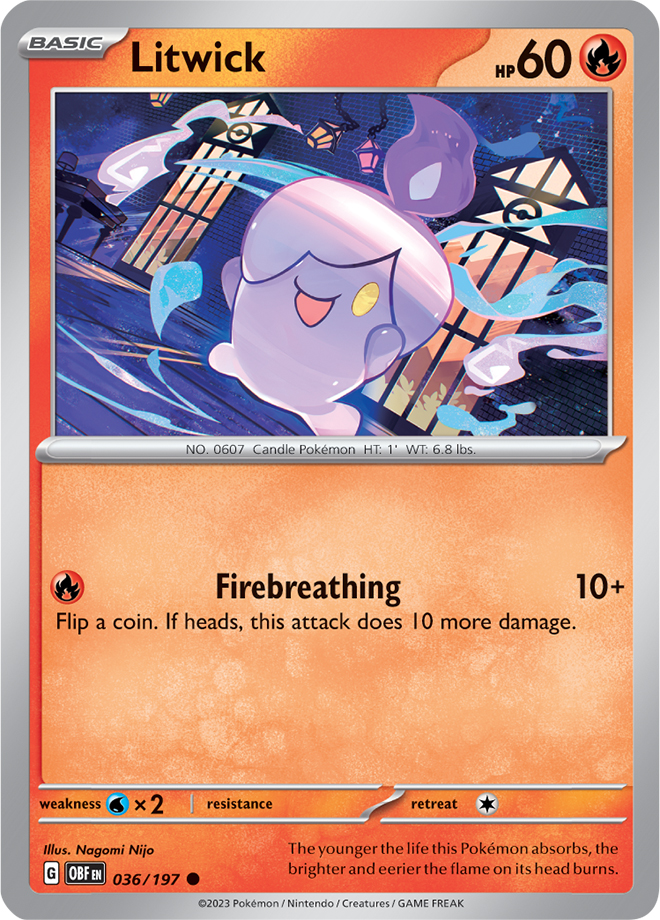 BASIC Litwick HP60
NO. 0607 Candle Pokémon HT: 1' WT: 6.8 lbs.
Firebreathing 10+
Flip a coin. If heads, this attack does 10 more damage.
weakness ×2 resistance retreat
Illus. Nagomi Nijo
G OBF EN 036/197
The younger the life this Pokémon absorbs, the
brighter and eerier the flame on its head burns.
©2023 Pokémon / Nintendo / Creatures / GAME FREAK